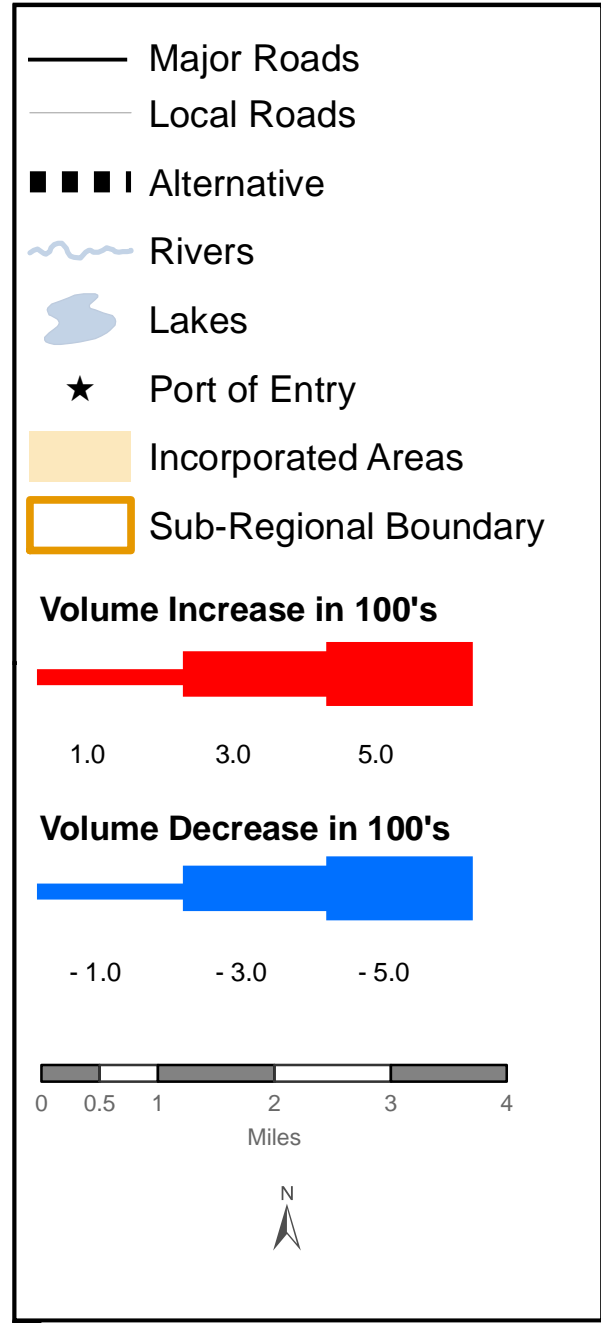 Major Roads
Local Roads
Alternative
Rivers
Lakes
Port of Entry
Incorporated Areas
Sub-Regional Boundary
Volume Increase in 100's
1.0 3.0 5.0
Volume Decrease in 100's
- 1.0 - 3.0 - 5.0
0 0.5 1 2 3 4
Miles
N